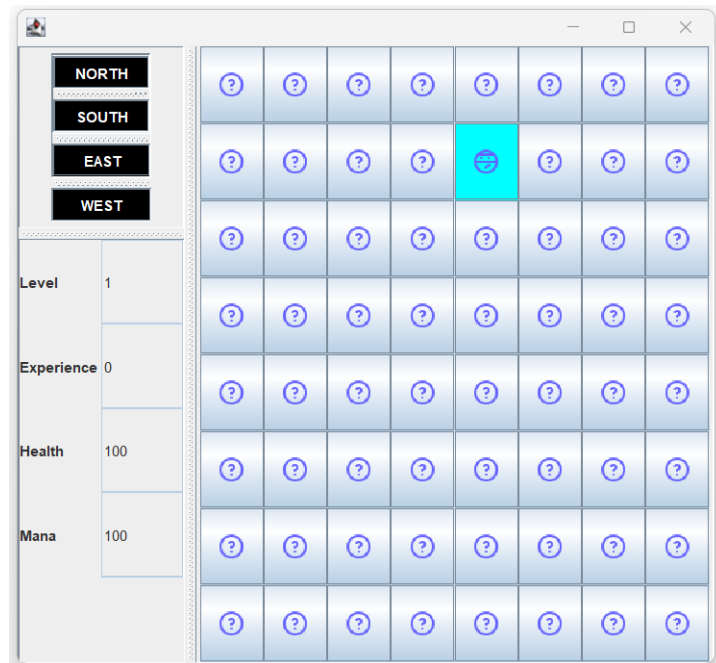 NORTH
SOUTH
EAST
WEST
Level 1
Experience 0
Health 100
Mana 100
? ? ? ? ? ? ? ?
? ? ? ? ? ? ?
? ? ? ? ? ? ? ?
? ? ? ? ? ? ? ?
? ? ? ? ? ? ? ?
? ? ? ? ? ? ? ?
? ? ? ? ? ? ? ?
? ? ? ? ? ? ? ?